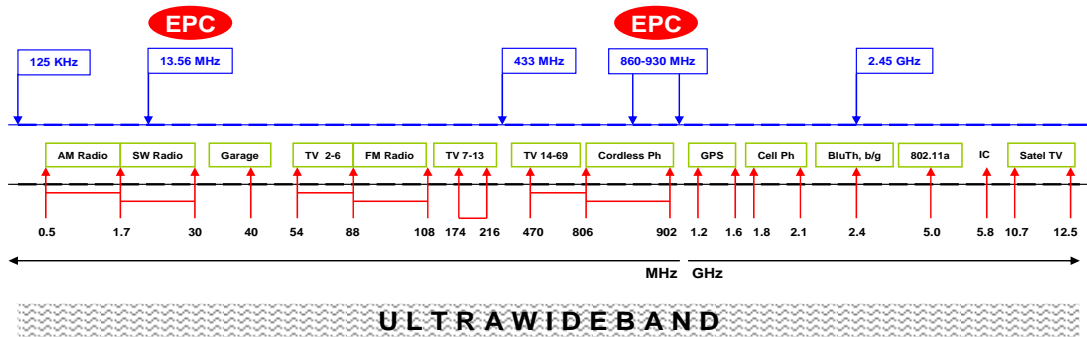 EPC EPC
125 KHz 13.56 MHz 433 MHz 860-930 MHz 2.45 GHz
AM Radio SW Radio Garage TV 2-6 FM Radio TV 7-13 TV 14-69 Cordless Ph GPS Cell Ph BluTh, b/g 802.11a IC Satel TV
0.5 1.7 30 40 54 88 108 174 216 470 806 902 1.2 1.6 1.8 2.1 2.4 5.0 5.8 10.7 12.5
MHz GHz
ULTRAWIDEBAND